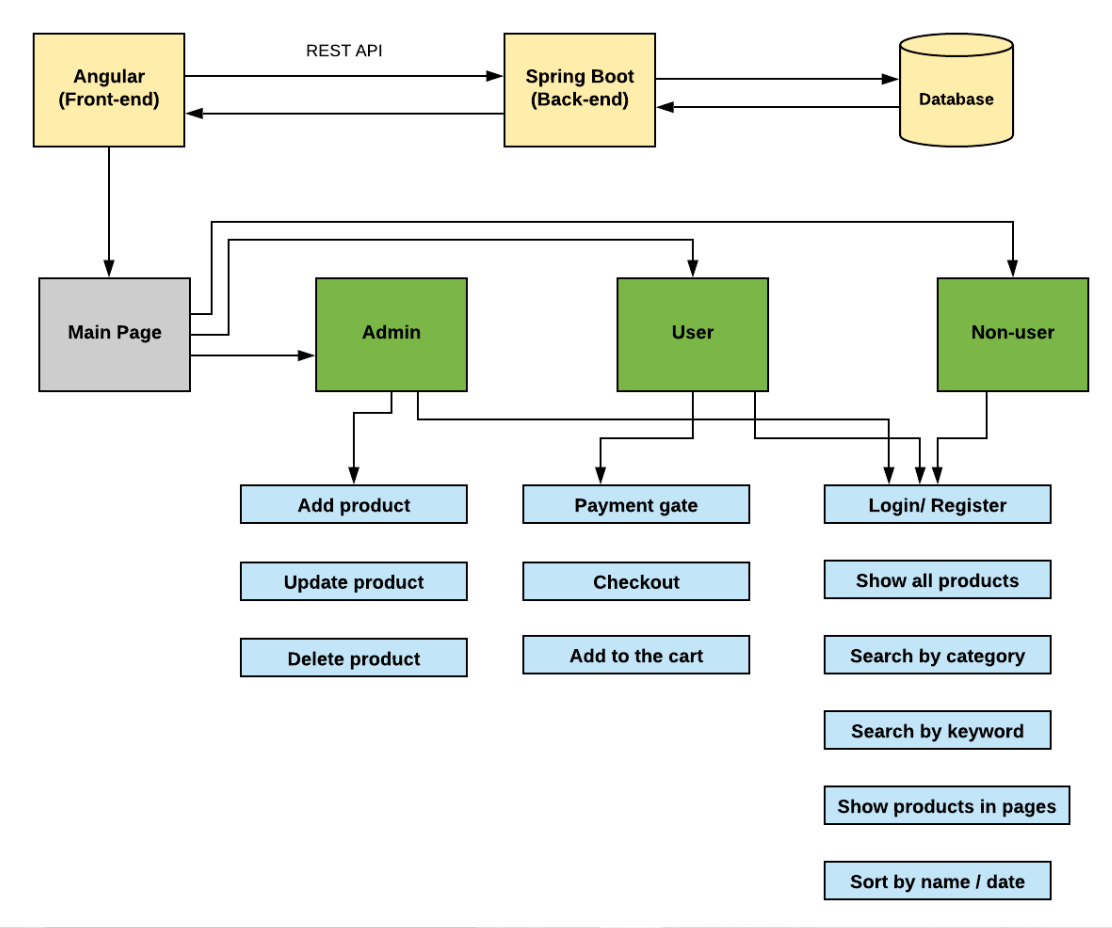 REST API
Angular
(Front-end)
Spring Boot
(Back-end)
Database
Main Page
Admin
User
Non-user
Add product
Payment gate
Login/ Register
Update product
Checkout
Show all products
Delete product
Add to the cart
Search by category
Search by keyword
Show products in pages
Sort by name / date